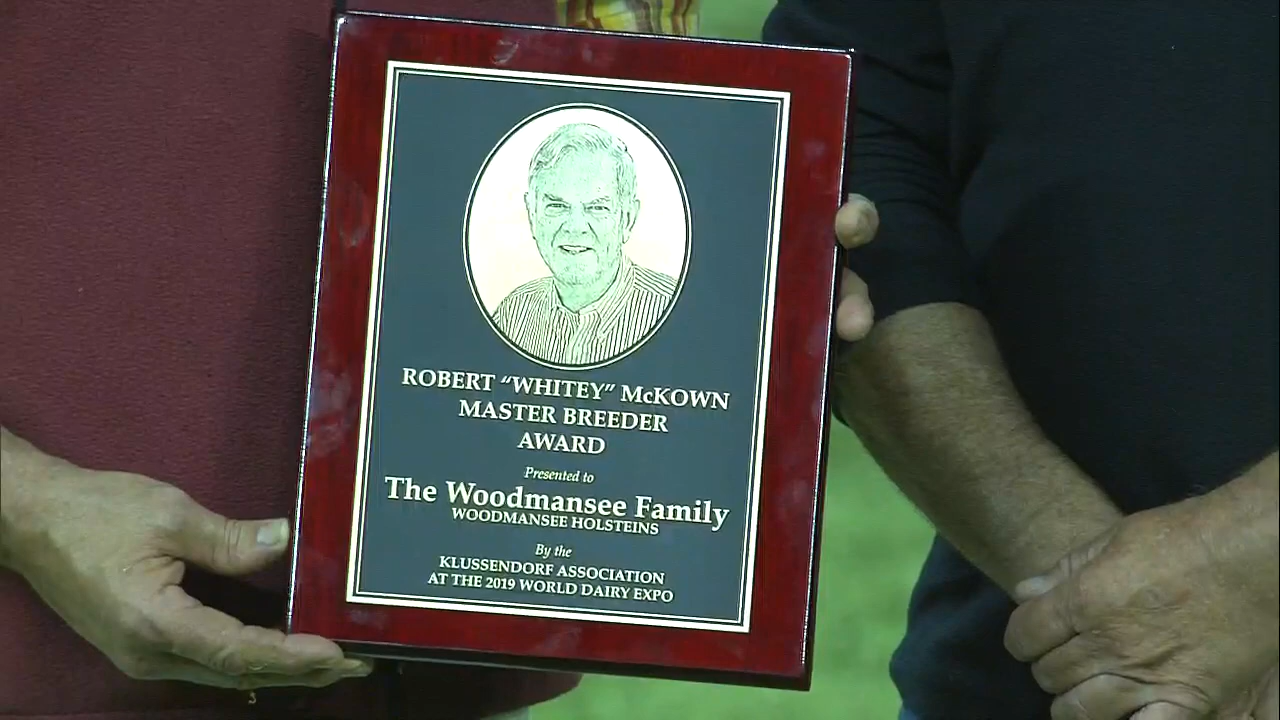 ROBERT “WHITEY” McKOWN
MASTER BREEDER
AWARD
Presented to
The Woodmansee Family
WOODMANSEE HOLSTEINS
By the
KLUSSENDORF ASSOCIATION
AT THE 2019 WORLD DAIRY EXPO